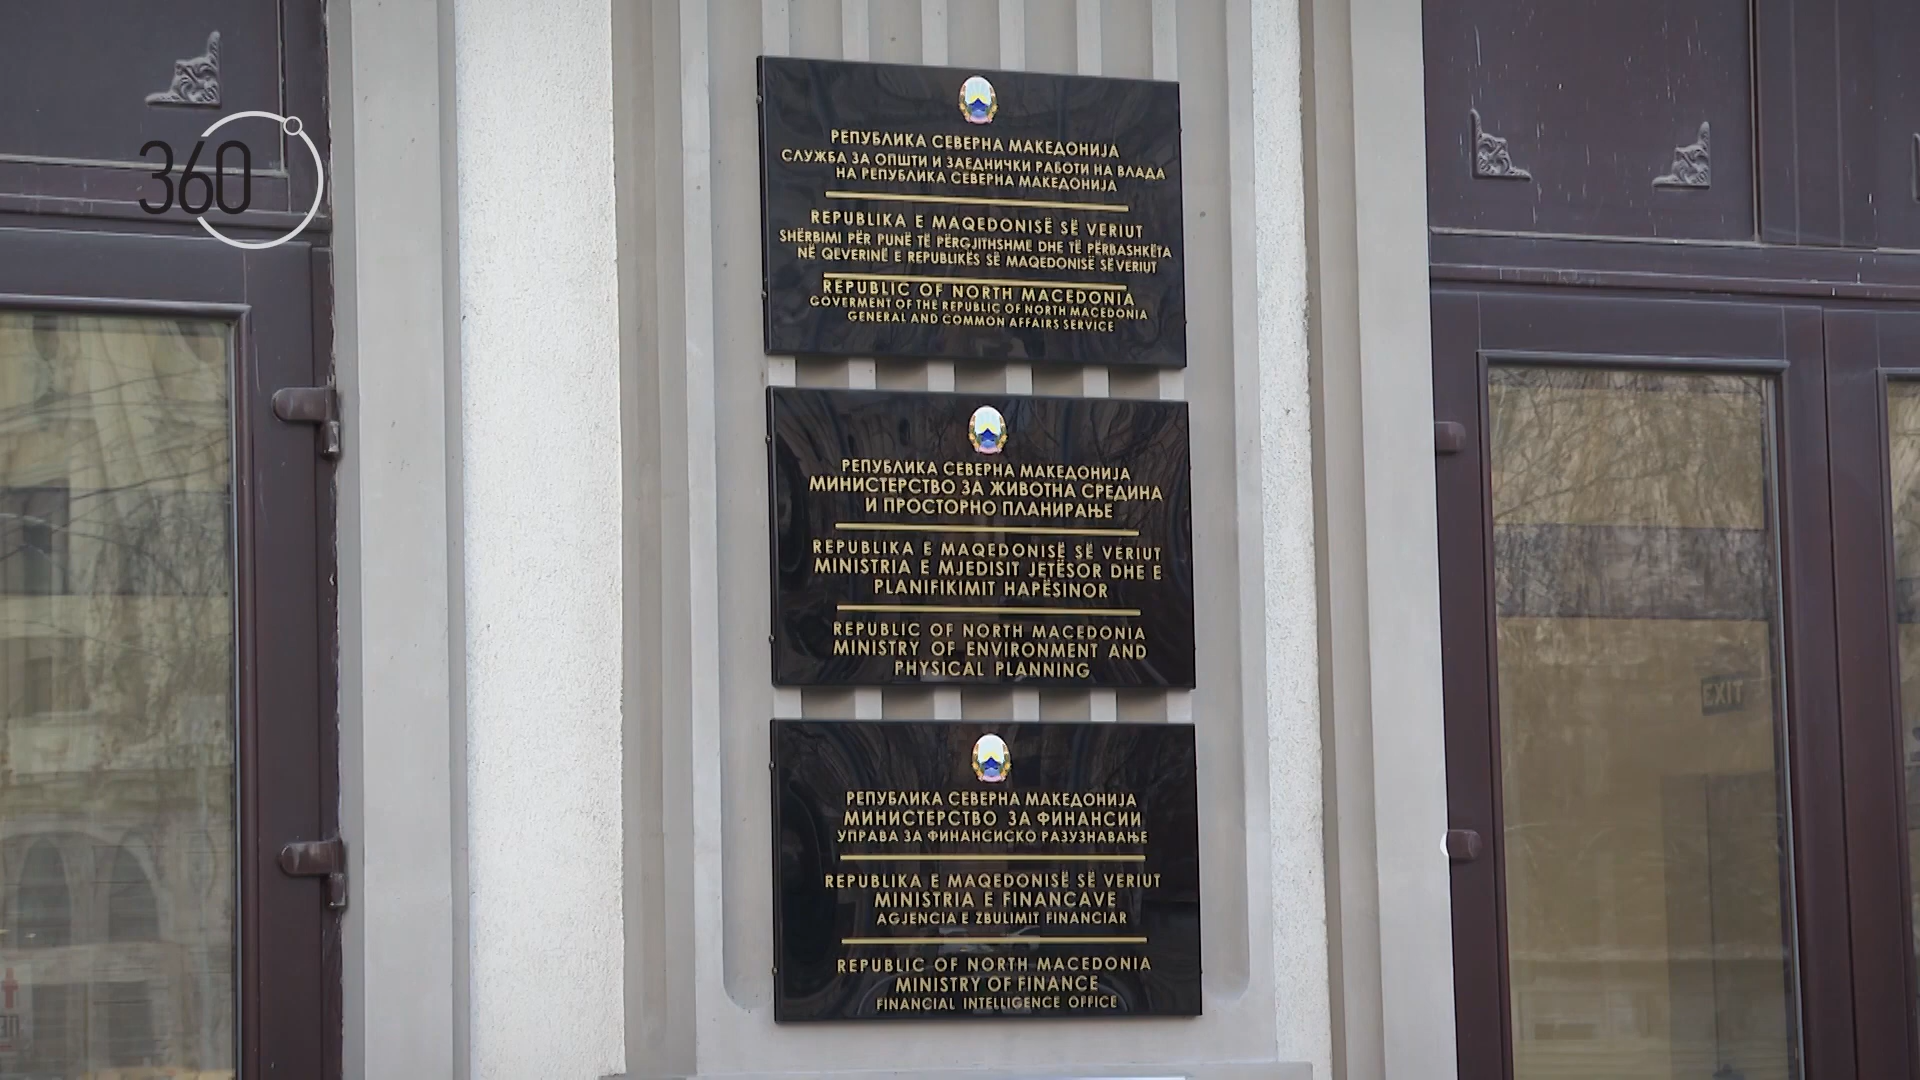 360
РЕПУБЛИКА СЕВЕРНА МАКЕДОНИЈА
СЛУЖБА ЗА ОПШТИ И ЗАЕДНИЧКИ РАБОТИ НА ВЛАДА
НА РЕПУБЛИКА СЕВЕРНА МАКЕДОНИЈА
REPUBLIKA E MAQEDONISË SË VERIUT
SHËRBIMI PËR PUNË TË PËRGJITHSHME DHE TË PËRBASHKËTA
NË QEVERINË E REPUBLIKËS SË MAQEDONISË SË VERIUT
REPUBLIC OF NORTH MACEDONIA
GOVERMENT OF THE REPUBLIC OF NORTH MACEDONIA
GENERAL AND COMMON AFFAIRS SERVICE
РЕПУБЛИКА СЕВЕРНА МАКЕДОНИЈА
МИНИСТЕРСТВО ЗА ЖИВОТНА СРЕДИНА
И ПРОСТОРНО ПЛАНИРАЊЕ
REPUBLIKA E MAQEDONISË SË VERIUT
MINISTRIA E MJEDISIT JETËSOR DHE E
PLANIFIKIMIT HAPËSINOR
REPUBLIC OF NORTH MACEDONIA
MINISTRY OF ENVIRONMENT AND
PHYSICAL PLANNING
РЕПУБЛИКА СЕВЕРНА МАКЕДОНИЈА
МИНИСТЕРСТВО ЗА ФИНАНСИИ
УПРАВА ЗА ФИНАНСИСКО РАЗУЗНАВАЊЕ
REPUBLIKA E MAQEDONISË SË VERIUT
MINISTRIA E FINANCAVE
AGJENCIA E ZBULIMIT FINANCIAR
REPUBLIC OF NORTH MACEDONIA
MINISTRY OF FINANCE
FINANCIAL INTELLIGENCE OFFICE
EXIT